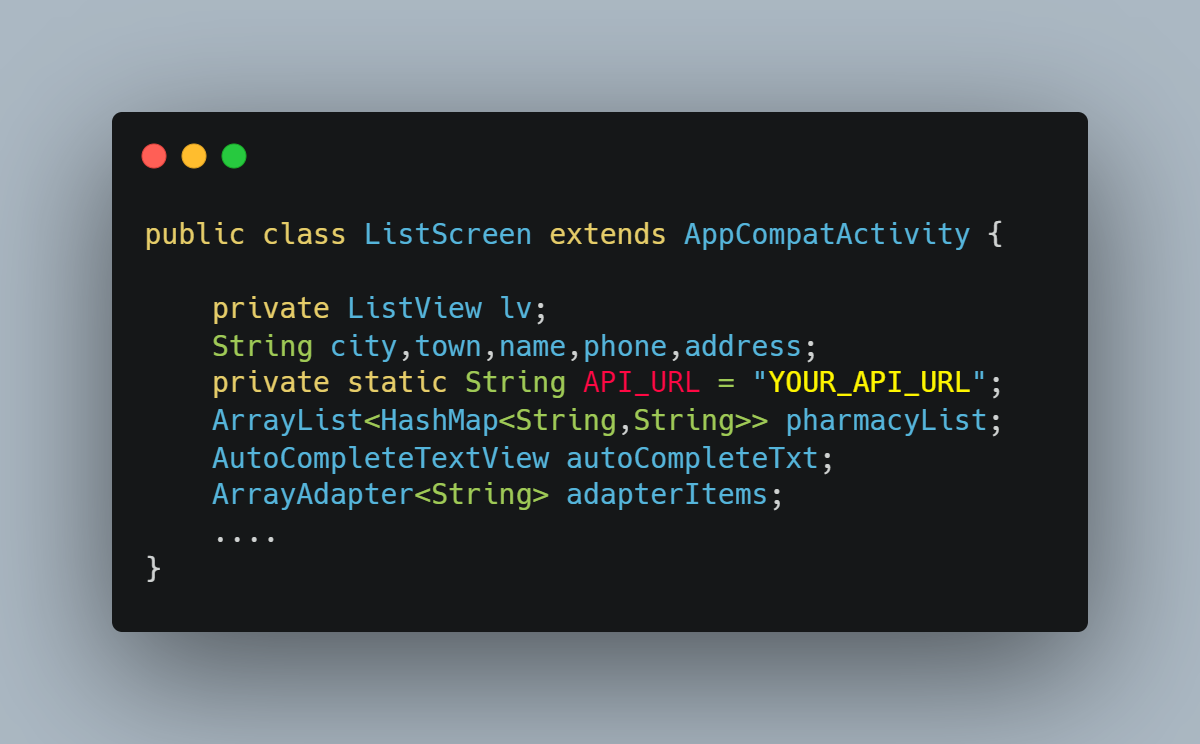 public class ListScreen extends AppCompatActivity {
private ListView lv;
String city,town,name,phone,address;
private static String API_URL = "YOUR_API_URL";
ArrayList<HashMap<String,String>> pharmacyList;
AutoCompleteTextView autoCompleteTxt;
ArrayAdapter<String> adapterItems;
....
}